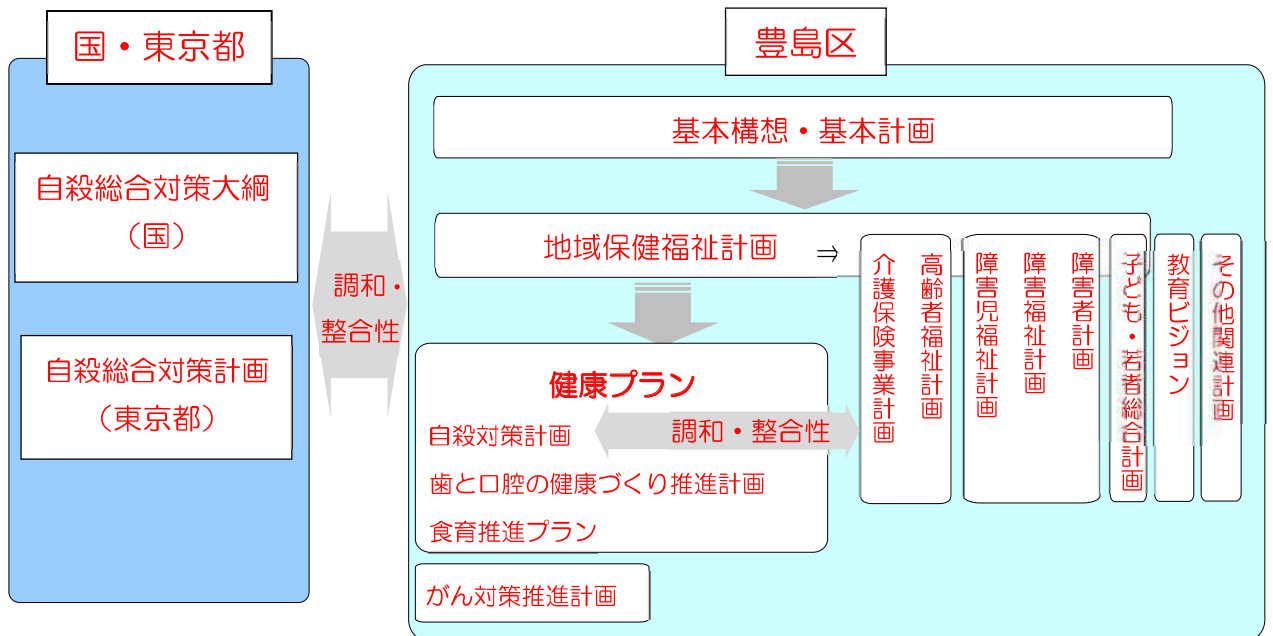 国・東京都
自殺総合対策大綱
（国）
自殺総合対策計画
（東京都）
調和・
整合性
豊島区
基本構想・基本計画
地域保健福祉計画 ⇒
介護保険事業計画
高齢者福祉計画
障害児福祉計画
障害福祉計画
障害者計画
子ども・若者総合計画
教育ビジョン
その他関連計画
健康プラン
自殺対策計画
調和・整合性
歯と口腔の健康づくり推進計画
食育推進プラン
がん対策推進計画